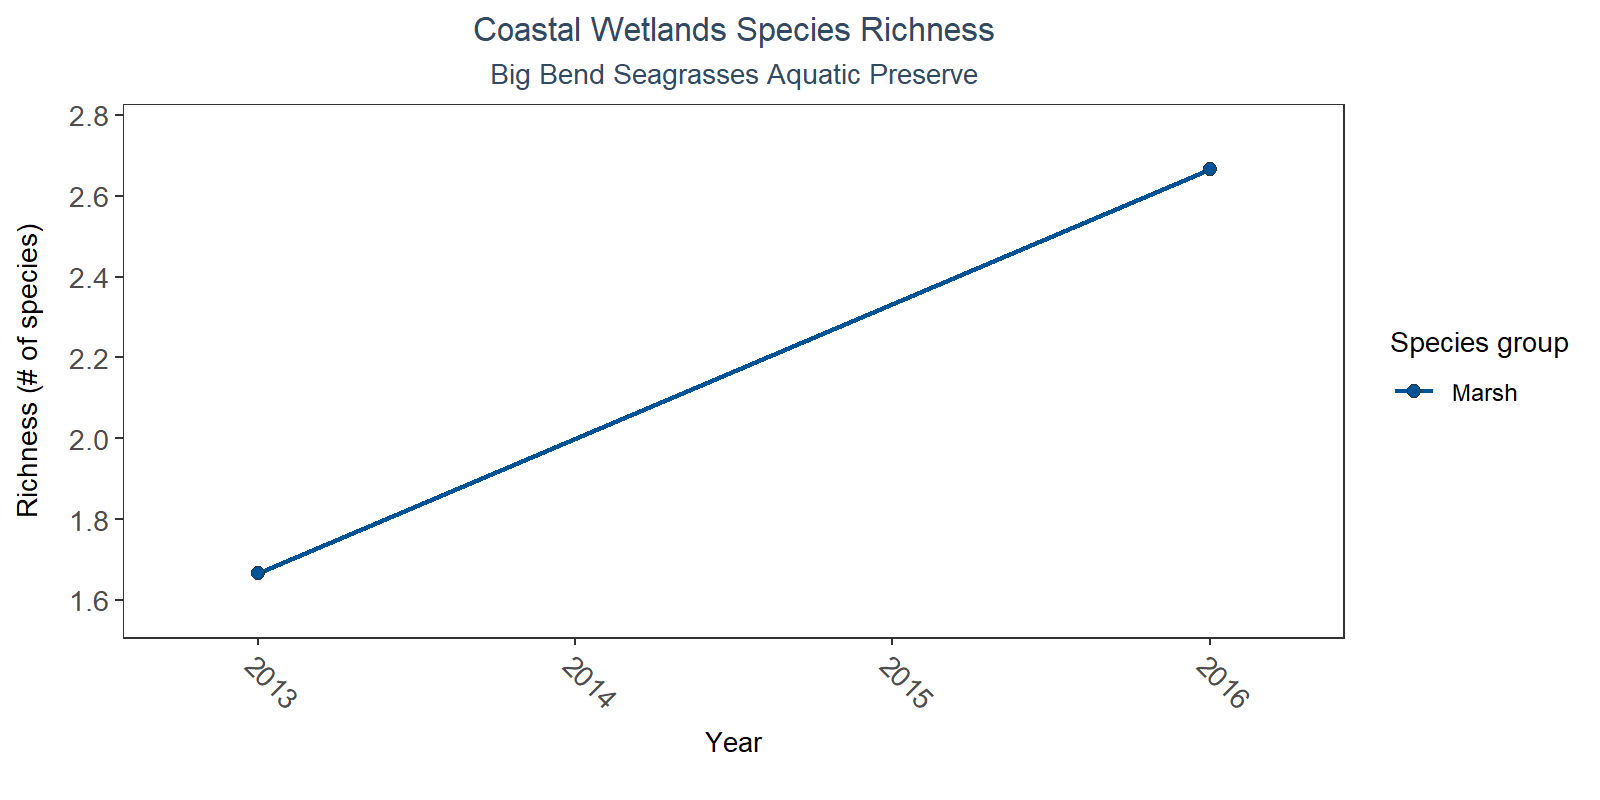 Coastal Wetlands Species Richness
Big Bend Seagrasses Aquatic Preserve
Richness (# of species)
2.8
2.6
2.4
2.2
2.0
1.8
1.6
2013
2014
2015
2016
Year
Species group
Marsh